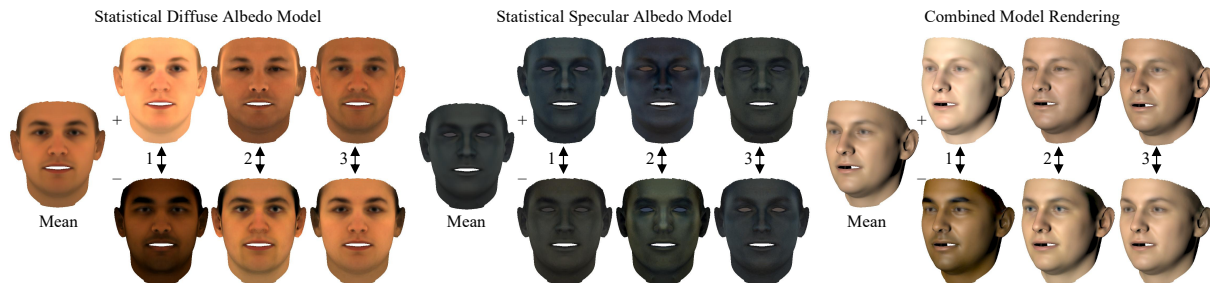 Statistical Diffuse Albedo Model
Statistical Specular Albedo Model
Combined Model Rendering
+
+
+
1
2
3
1
2
3
1
2
3
−
−
−
Mean
Mean
Mean